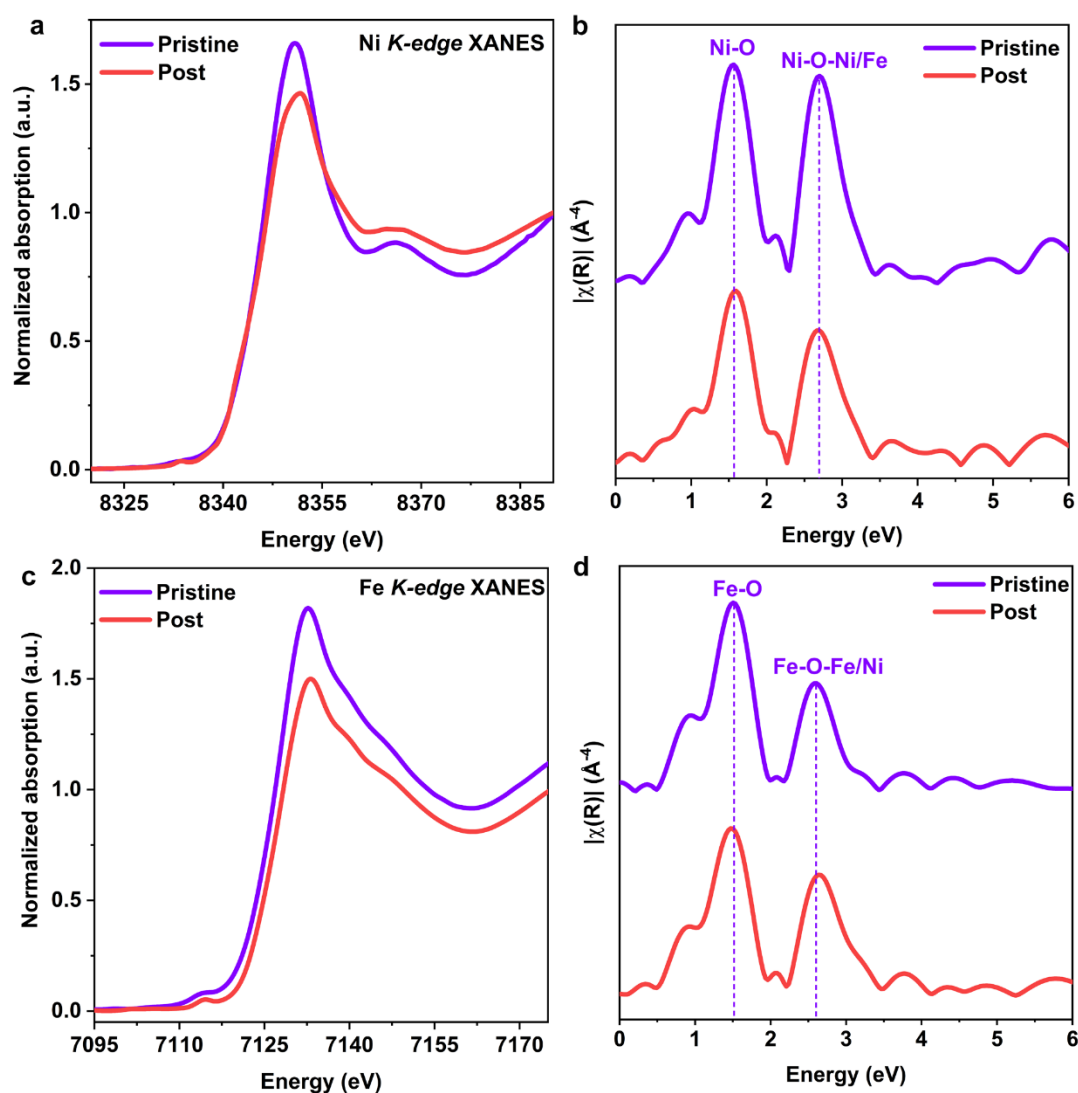 a
Pristine
Post
Ni K-edge XANES
Normalized absorption (a.u.)
1.5
1.0
0.5
0.0
8325 8340 8355 8370 8385
Energy (eV)
b
Ni-O
Ni-O-Ni/Fe
Pristine
Post
|χ(R)| (Å-4)
0 1 2 3 4 5 6
Energy (eV)
c
Pristine
Post
Fe K-edge XANES
Normalized absorption (a.u.)
2.0
1.5
1.0
0.5
0.0
7095 7110 7125 7140 7155 7170
Energy (eV)
d
Fe-O
Fe-O-Fe/Ni
Pristine
Post
|χ(R)| (Å-4)
0 1 2 3 4 5 6
Energy (eV)